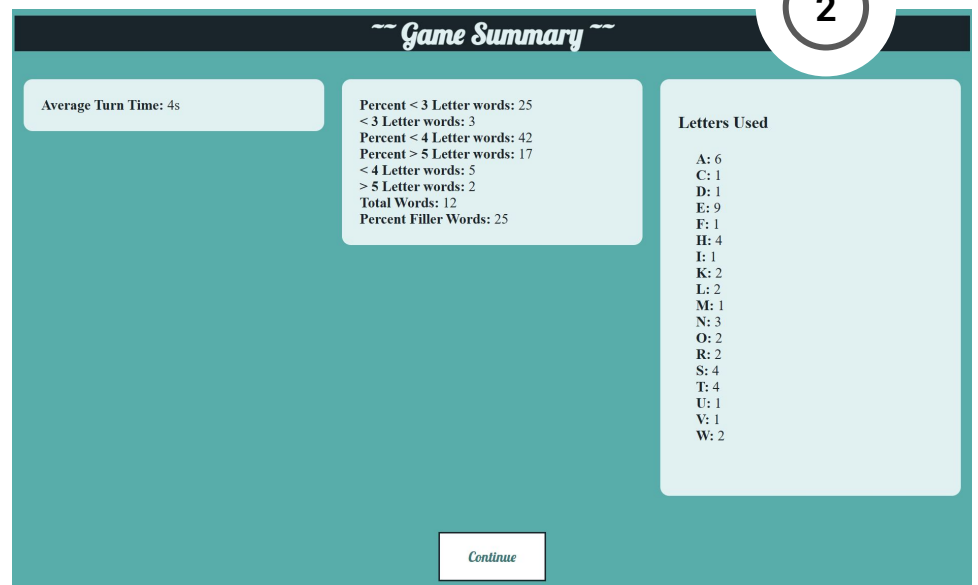 2
~~ Game Summary ~~
Average Turn Time: 4s
Percent < 3 Letter words: 25
< 3 Letter words: 3
Percent < 4 Letter words: 42
Percent > 5 Letter words: 17
< 4 Letter words: 5
> 5 Letter words: 2
Total Words: 12
Percent Filler Words: 25
Letters Used
A: 6
C: 1
D: 1
E: 9
F: 1
H: 4
I: 1
K: 2
L: 2
M: 1
N: 3
O: 2
R: 2
S: 4
T: 4
U: 1
V: 1
W: 2
Continue